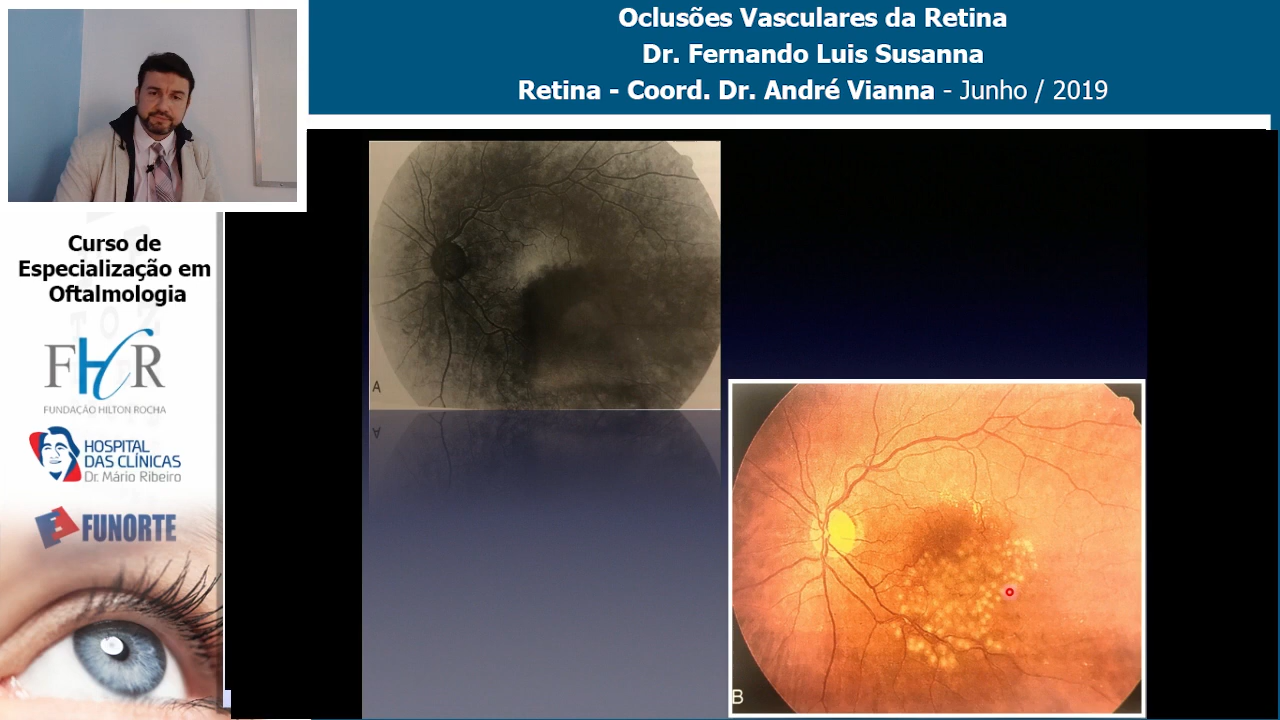 Oclusões Vasculares da Retina
Dr. Fernando Luis Susanna
Retina - Coord. Dr. André Vianna - Junho / 2019
Curso de
Especialização em
Oftalmologia
FHR
FUNDAÇÃO HILTON ROCHA
HOSPITAL
DAS CLÍNICAS
Dr. Mário Ribeiro
FUNORTE
A
A
B